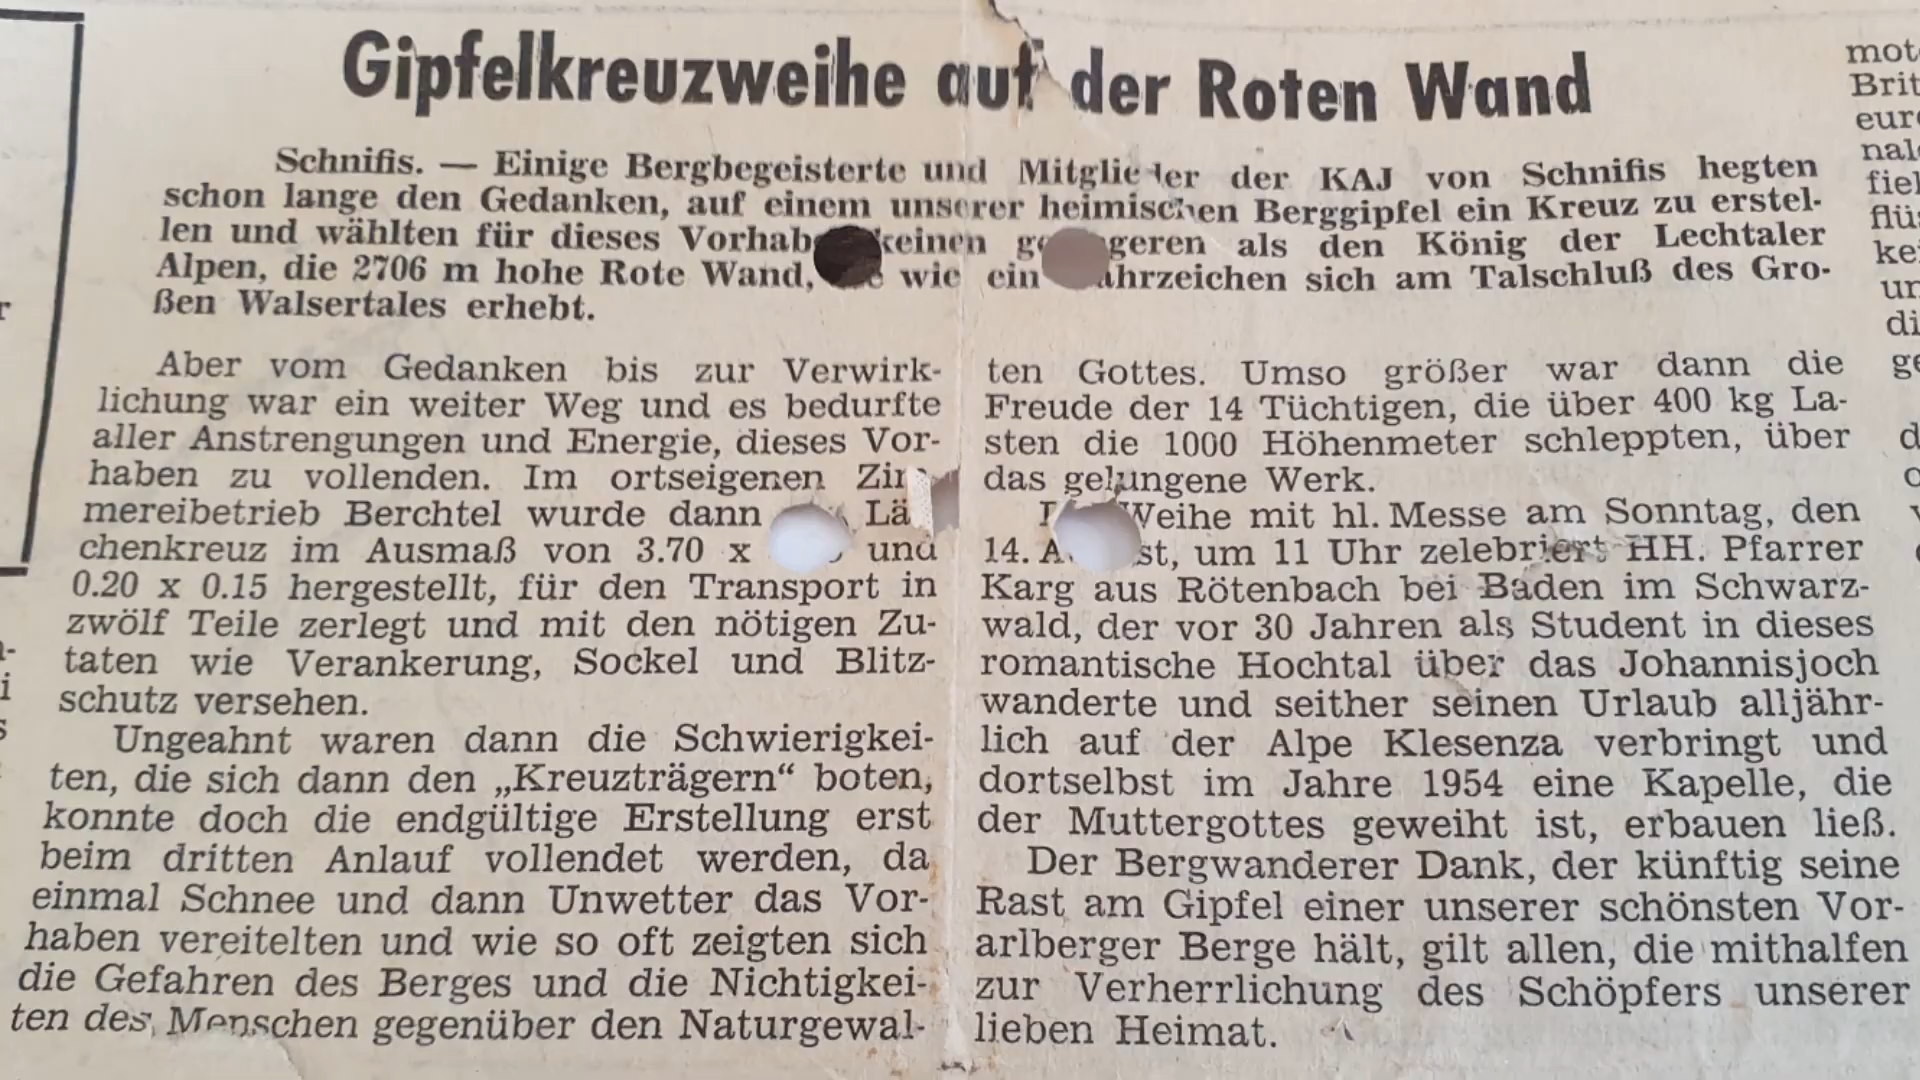 Gipfelkreuzweihe auf der Roten Wand
Schnifis. — Einige Bergbegeisterte und Mitglieder der KAJ von Schnifis hegten
schon lange den Gedanken, auf einem unserer heimischen Berggipfel ein Kreuz zu erstel-
len und wählten für dieses Vorhab keinen geringeren als den König der Lechtaler
Alpen, die 2706 m hohe Rote Wand, wie ein ahrzeichen sich am Talschluß des Gro-
ßen Walsertales erhebt.
Aber vom Gedanken bis zur Verwirk-
lichung war ein weiter Weg und es bedurfte
aller Anstrengungen und Energie, dieses Vor-
haben zu vollenden. Im ortseigenen Zim-
mereibetrieb Berchtel wurde dann Lä
chenkreuz im Ausmaß von 3.70 x und
0.20 x 0.15 hergestellt, für den Transport in
zwölf Teile zerlegt und mit den nötigen Zu-
taten wie Verankerung, Sockel und Blitz-
schutz versehen.
Ungeahnt waren dann die Schwierigkei-
ten, die sich dann den „Kreuzträgern“ boten,
konnte doch die endgültige Erstellung erst
beim dritten Anlauf vollendet werden, da
einmal Schnee und dann Unwetter das Vor-
haben vereitelten und wie so oft zeigten sich
die Gefahren des Berges und die Nichtigkei-
ten des Menschen gegenüber den Naturgewal-
ten Gottes. Umso größer war dann die
Freude der 14 Tüchtigen, die über 400 kg La-
sten die 1000 Höhenmeter schleppten, über
das gelungene Werk.
Weihe mit hl. Messe am Sonntag, den
14. A st, um 11 Uhr zelebriert HH. Pfarrer
Karg aus Rötenbach bei Baden im Schwarz-
wald, der vor 30 Jahren als Student in dieses
romantische Hochtal über das Johannisjoch
wanderte und seither seinen Urlaub alljähr-
lich auf der Alpe Klesenza verbringt und
dortselbst im Jahre 1954 eine Kapelle, die
der Muttergottes geweiht ist, erbauen ließ.
Der Bergwanderer Dank, der künftig seine
Rast am Gipfel einer unserer schönsten Vor-
arlberger Berge hält, gilt allen, die mithalfen
zur Verherrlichung des Schöpfers unserer
lieben Heimat.